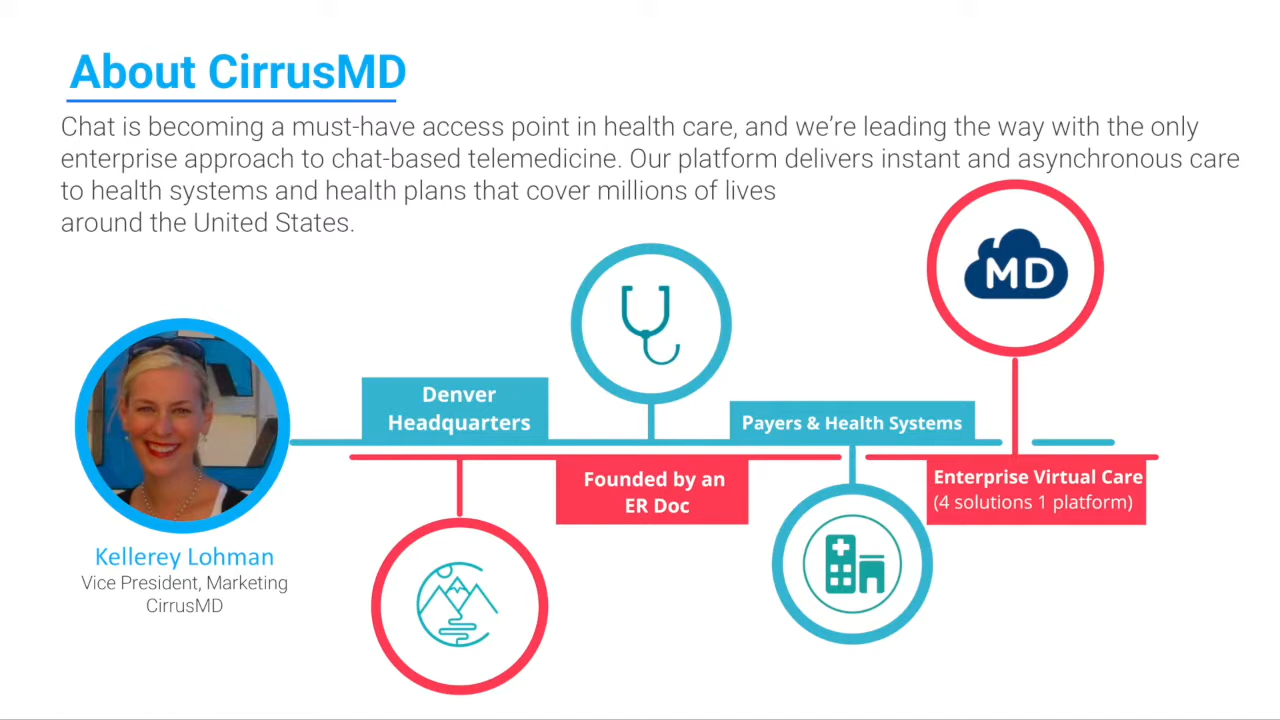 About CirrusMD
Chat is becoming a must-have access point in health care, and we’re leading the way with the only
enterprise approach to chat-based telemedicine. Our platform delivers instant and asynchronous care
to health systems and health plans that cover millions of lives
around the United States.
MD
Denver
Headquarters
Payers & Health Systems
Founded by an
ER Doc
Enterprise Virtual Care
(4 solutions 1 platform)
Kellerey Lohman
Vice President, Marketing
CirrusMD